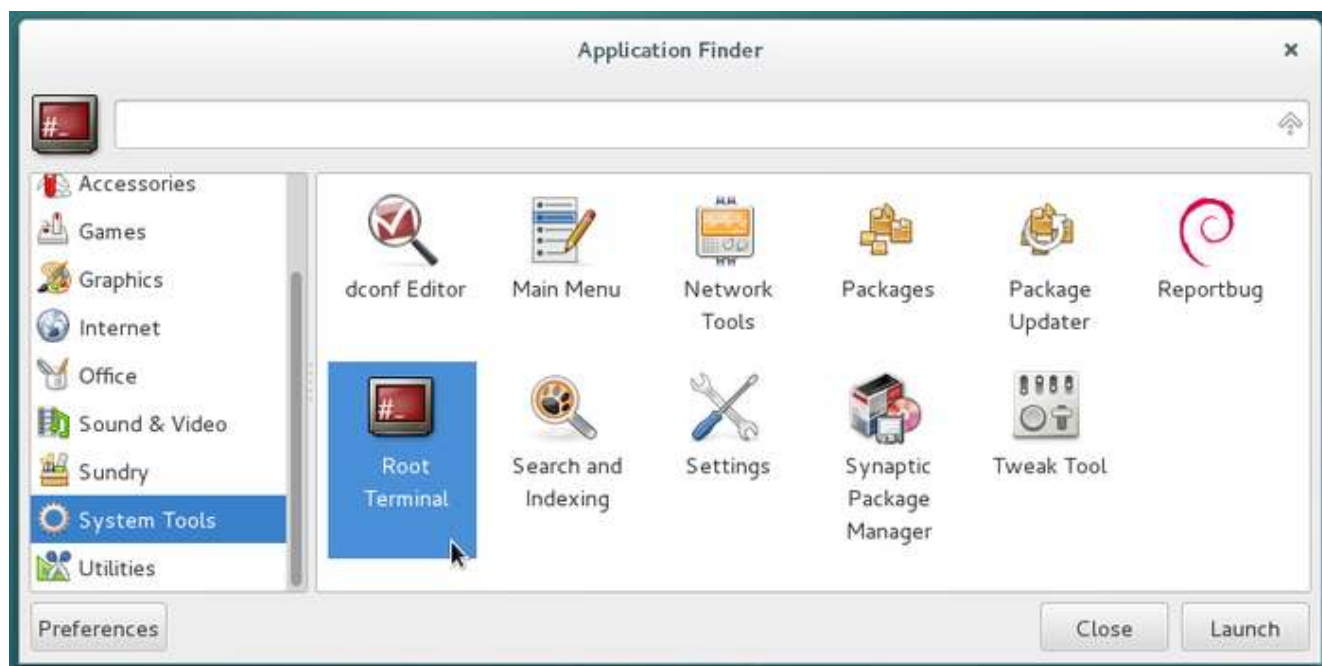 Application Finder
#_
Accessories
Games
Graphics
Internet
Office
Sound & Video
Sundry
System Tools
Utilities
dconf Editor
Main Menu
Network
Tools
Packages
Package
Updater
Reportbug
#_
Root
Terminal
Search and
Indexing
Settings
Synaptic
Package
Manager
Tweak Tool
Preferences
Close
Launch